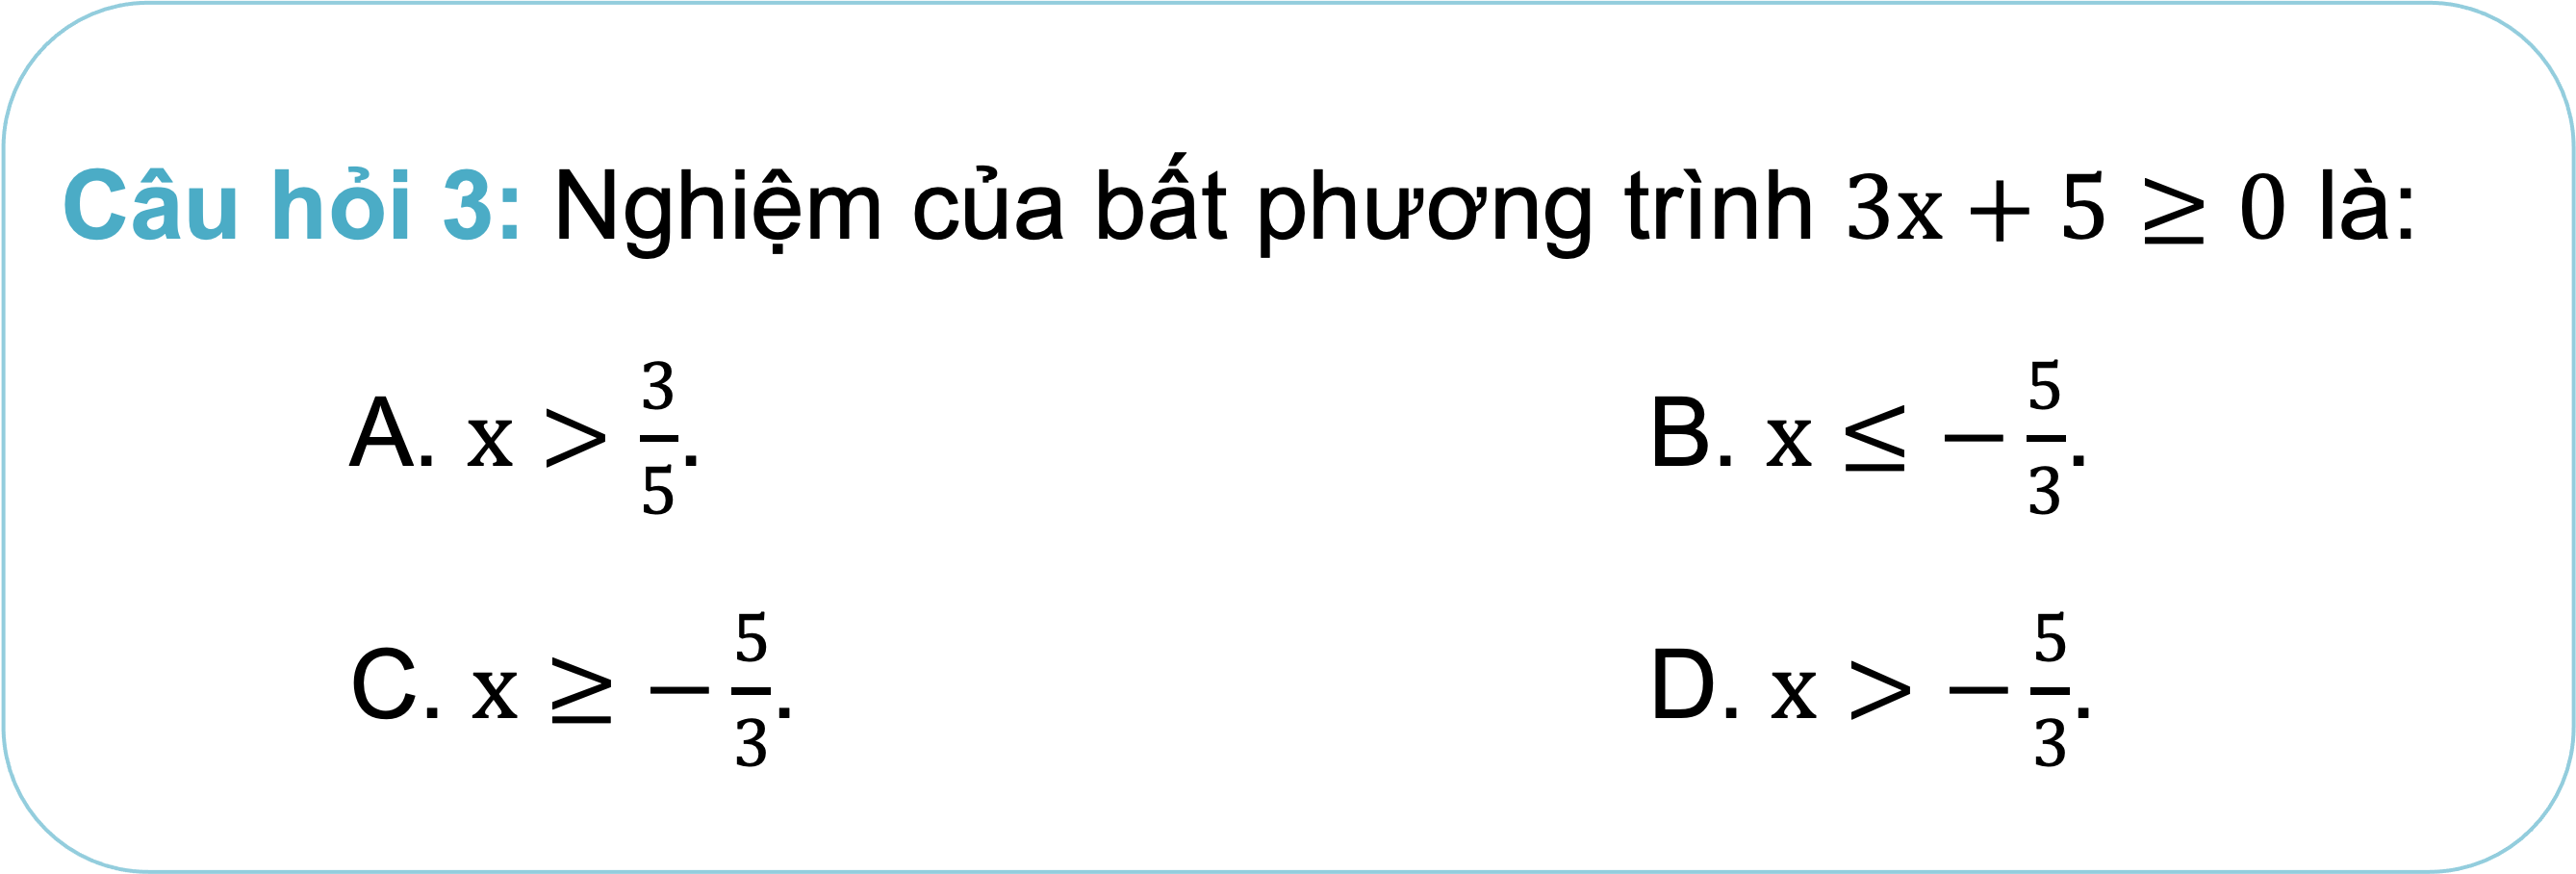 Câu hỏi 3: Nghiệm của bất phương trình 3x + 5 ≥ 0 là:
A. x > 3/5. B. x ≤ −5/3.
C. x ≥ −5/3. D. x > −5/3.